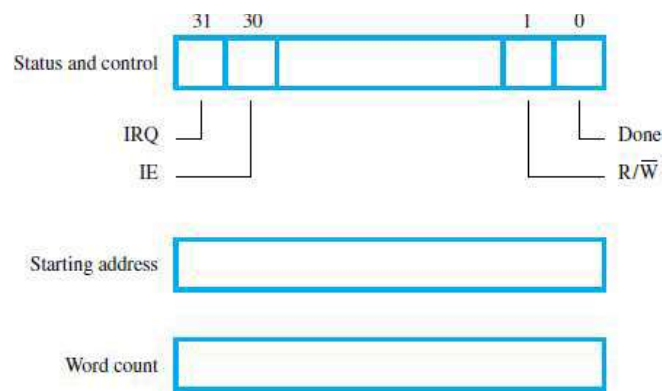 31 30 1 0
Status and control
IRQ Done
IE R/W̅
Starting address
Word count